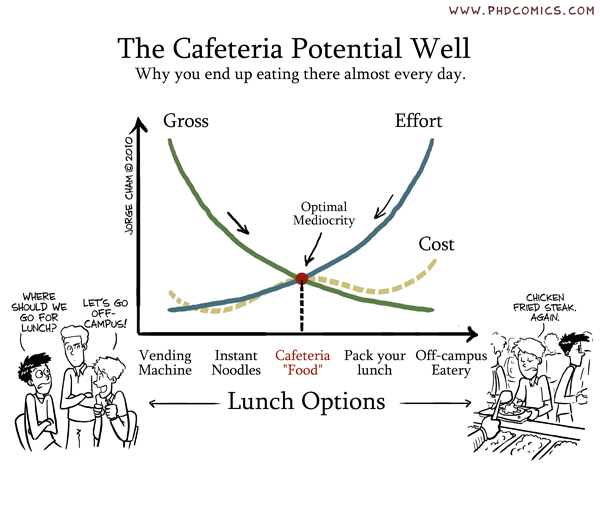 WWW.PHDCOMICS.COM
The Cafeteria Potential Well
Why you end up eating there almost every day.
Gross
Effort
JORGE CHAM © 2010
Optimal
Mediocrity
Cost
WHERE
SHOULD WE
GO FOR
LUNCH?
LET'S GO
OFF-
CAMPUS!
CHICKEN
FRIED STEAK.
AGAIN.
Vending
Machine
Instant
Noodles
Cafeteria
"Food"
Pack your
lunch
Off-campus
Eatery
Lunch Options